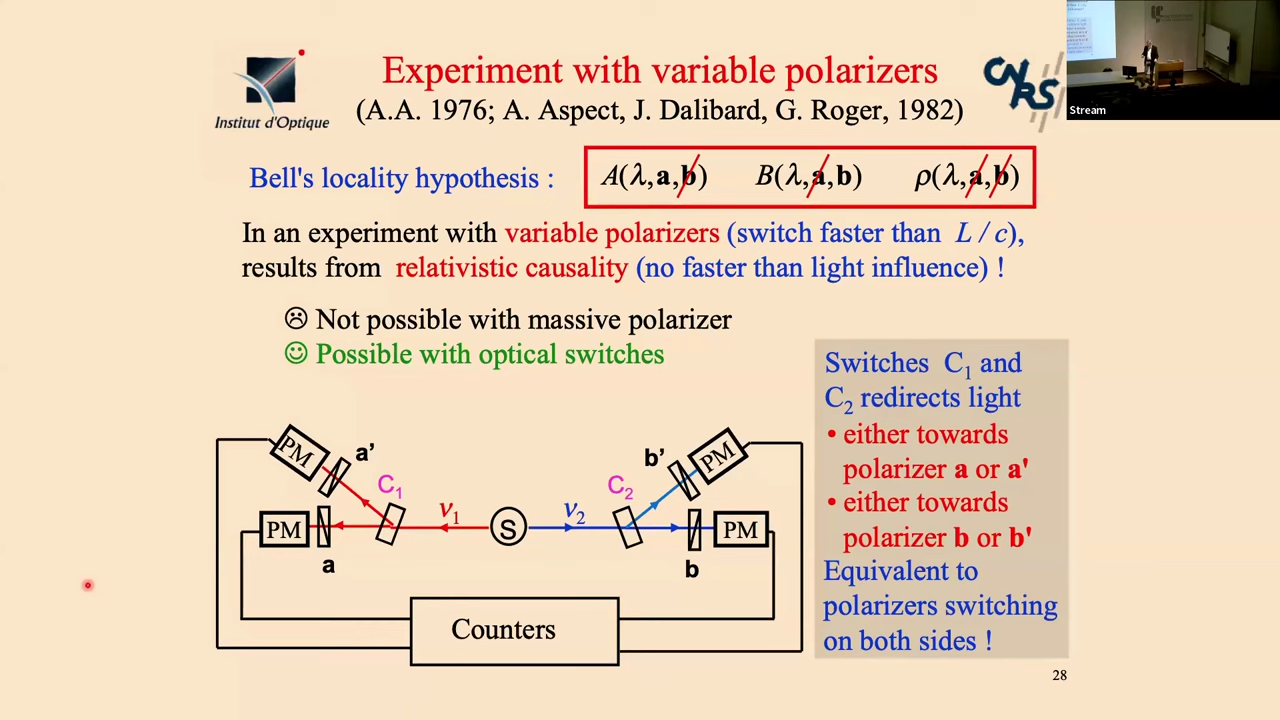 Experiment with variable polarizers
(A.A. 1976; A. Aspect, J. Dalibard, G. Roger, 1982)
Institut d'Optique
CNRS
Stream
Bell's locality hypothesis : A(λ,a,b) B(λ,a,b) ρ(λ,a,b)
In an experiment with variable polarizers (switch faster than L / c),
results from relativistic causality (no faster than light influence) !
☹ Not possible with massive polarizer
☺ Possible with optical switches
PM a' C₁ ν₁ S ν₂ C₂ b' PM
PM a b PM
Counters
Switches C₁ and
C₂ redirects light
• either towards
polarizer a or a'
• either towards
polarizer b or b'
Equivalent to
polarizers switching
on both sides !
28